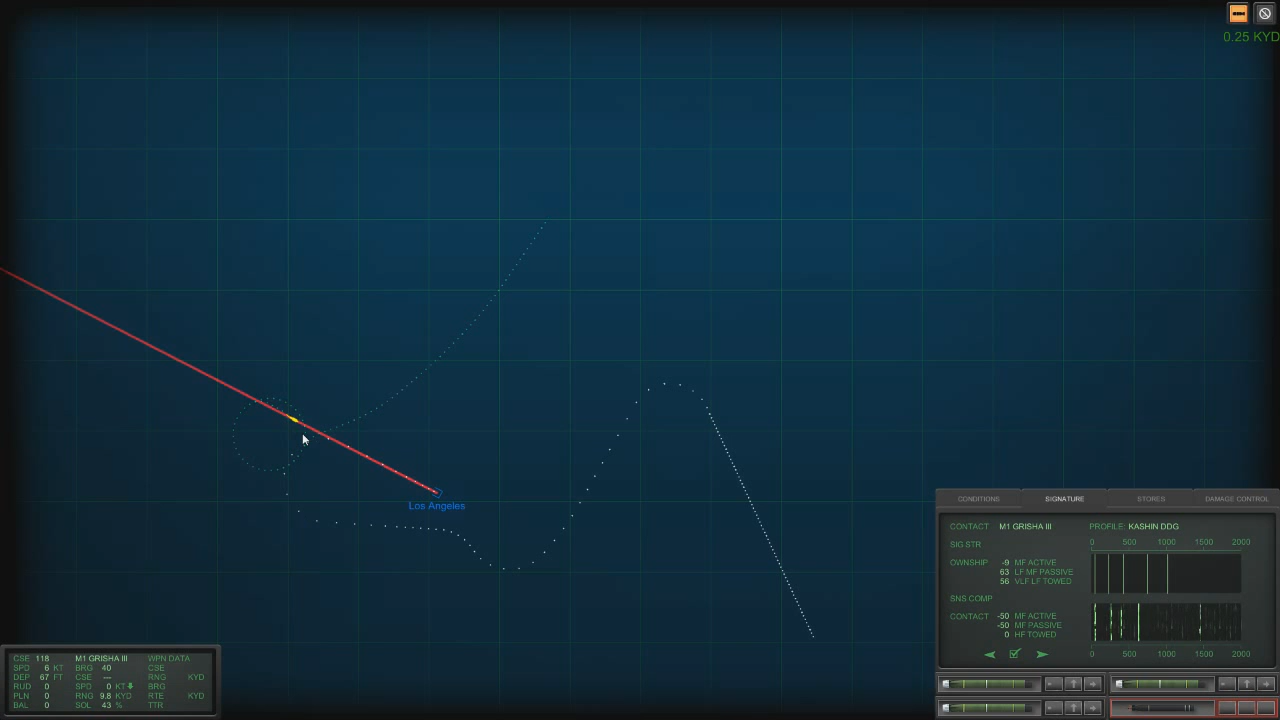 0.25 KYD
Los Angeles
CONDITIONS SIGNATURE STORES DAMAGE CONTROL
CONTACT M1 GRISHA III PROFILE: KASHIN DDG
SIG STR 0 500 1000 1500 2000
OWNSHIP -9 MF ACTIVE
63 LF MF PASSIVE
56 VLF LF TOWED
SNS COMP
CONTACT -50 MF ACTIVE
-50 MF PASSIVE
0 HF TOWED
0 500 1000 1500 2000
CSE 118 M1 GRISHA III WPN DATA
SPD 6 KT BRG 40 CSE
DEP 67 FT CSE --- RNG KYD
RUD 0 SPD 0 KT BRG
PLN 0 RNG 9.8 KYD RTE KYD
BAL 0 SOL 43 % TTR